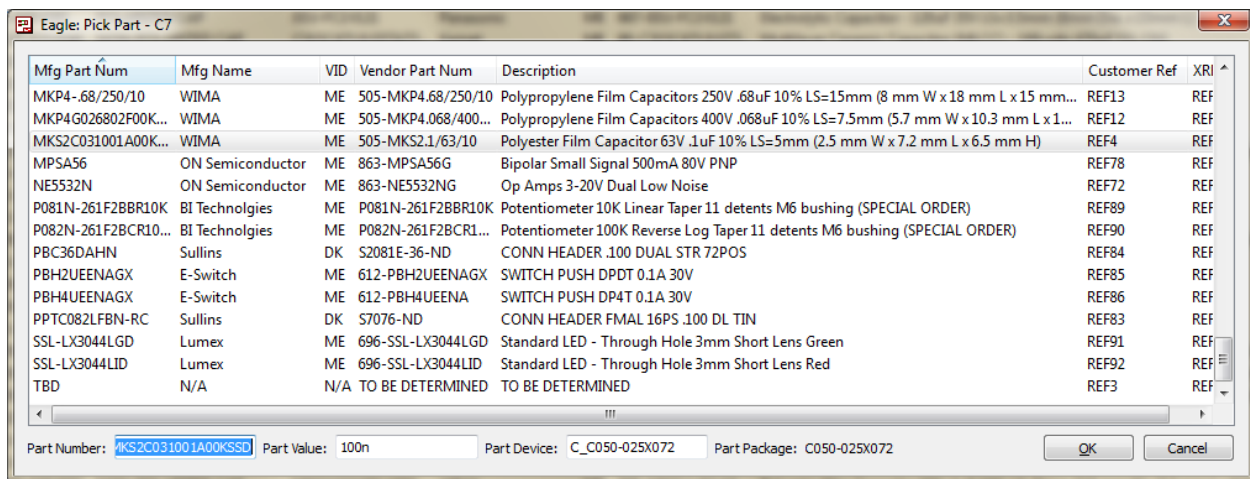 Eagle: Pick Part - C7
Mfg Part Num Mfg Name VID Vendor Part Num Description Customer Ref XRI
MKP4-.68/250/10 WIMA ME 505-MKP4.68/250/10 Polypropylene Film Capacitors 250V .68uF 10% LS=15mm (8 mm W x 18 mm L x 15 mm... REF13 REF
MKP4G026802F00K... WIMA ME 505-MKP4.068/400... Polypropylene Film Capacitors 400V .068uF 10% LS=7.5mm (5.7 mm W x 10.3 mm L x 1... REF12 REF
MKS2C031001A00K... WIMA ME 505-MKS2.1/63/10 Polyester Film Capacitor 63V .1uF 10% LS=5mm (2.5 mm W x 7.2 mm L x 6.5 mm H) REF4 REF
MPSA56 ON Semiconductor ME 863-MPSA56G Bipolar Small Signal 500mA 80V PNP REF78 REF
NE5532N ON Semiconductor ME 863-NE5532NG Op Amps 3-20V Dual Low Noise REF72 REF
P081N-261F2BBR10K BI Technolgies ME P081N-261F2BBR10K Potentiometer 10K Linear Taper 11 detents M6 bushing (SPECIAL ORDER) REF89 REF
P082N-261F2BCR10... BI Technolgies ME P082N-261F2BCR1... Potentiometer 100K Reverse Log Taper 11 detents M6 bushing (SPECIAL ORDER) REF90 REF
PBC36DAHN Sullins DK S2081E-36-ND CONN HEADER .100 DUAL STR 72POS REF84 REF
PBH2UEENAGX E-Switch ME 612-PBH2UEENAGX SWITCH PUSH DPDT 0.1A 30V REF85 REF
PBH4UEENAGX E-Switch ME 612-PBH4UEENA SWITCH PUSH DP4T 0.1A 30V REF86 REF
PPTC082LFBN-RC Sullins DK S7076-ND CONN HEADER FMAL 16PS .100 DL TIN REF83 REF
SSL-LX3044LGD Lumex ME 696-SSL-LX3044LGD Standard LED - Through Hole 3mm Short Lens Green REF91 REF
SSL-LX3044LID Lumex ME 696-SSL-LX3044LID Standard LED - Through Hole 3mm Short Lens Red REF92 REF
TBD N/A N/A TO BE DETERMINED TO BE DETERMINED REF3 REF
Part Number: MKS2C031001A00KSSD Part Value: 100n Part Device: C_C050-025X072 Part Package: C050-025X072 OK Cancel